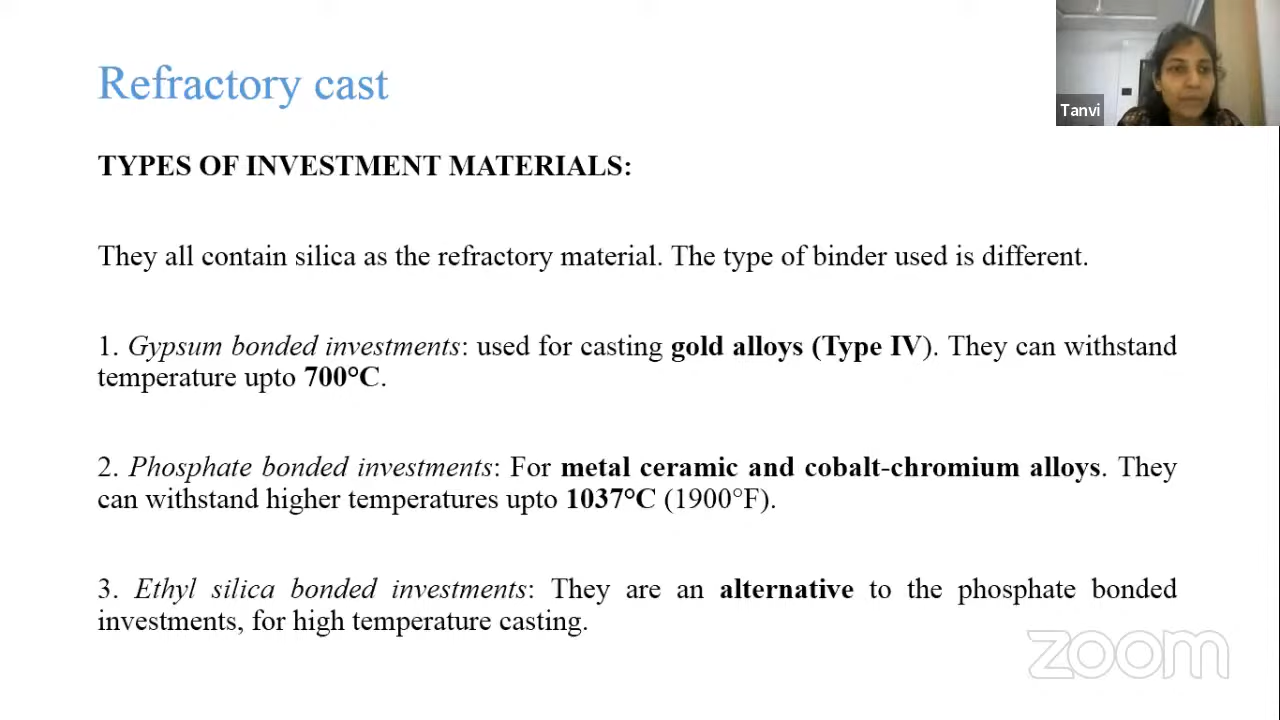 Refractory cast
Tanvi
TYPES OF INVESTMENT MATERIALS:
They all contain silica as the refractory material. The type of binder used is different.
1. Gypsum bonded investments: used for casting gold alloys (Type IV). They can withstand
temperature upto 700°C.
2. Phosphate bonded investments: For metal ceramic and cobalt-chromium alloys. They
can withstand higher temperatures upto 1037°C (1900°F).
3. Ethyl silica bonded investments: They are an alternative to the phosphate bonded
investments, for high temperature casting.
zoom